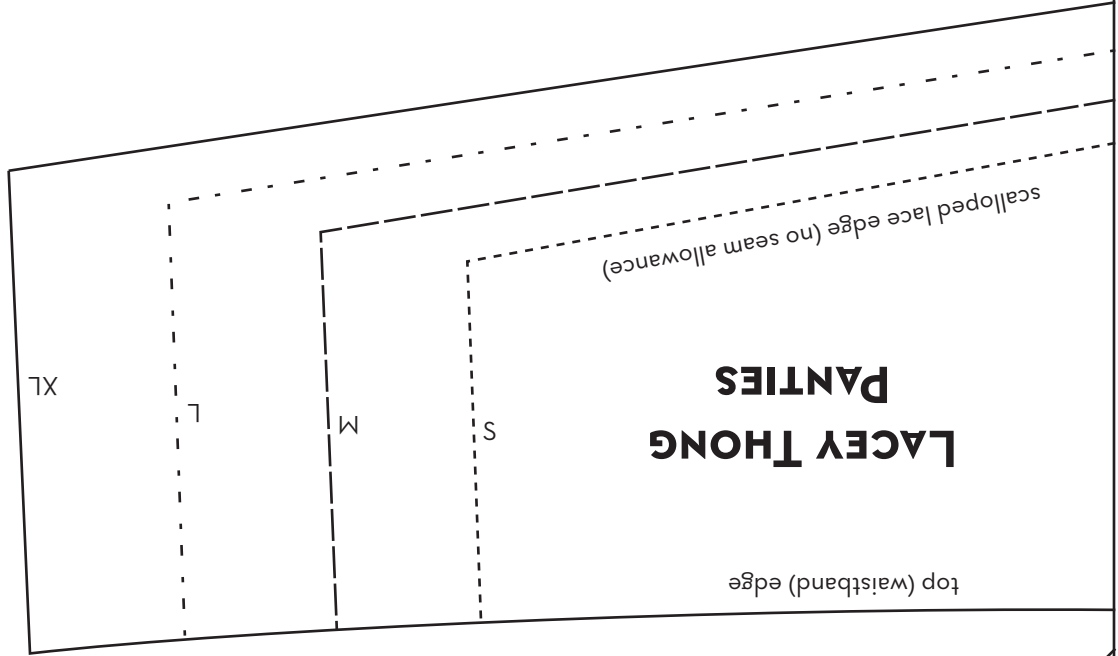 top (waistband) edge
LACEY THONG
PANTIES
S
M
L
XL
scalloped lace edge (no seam allowance)